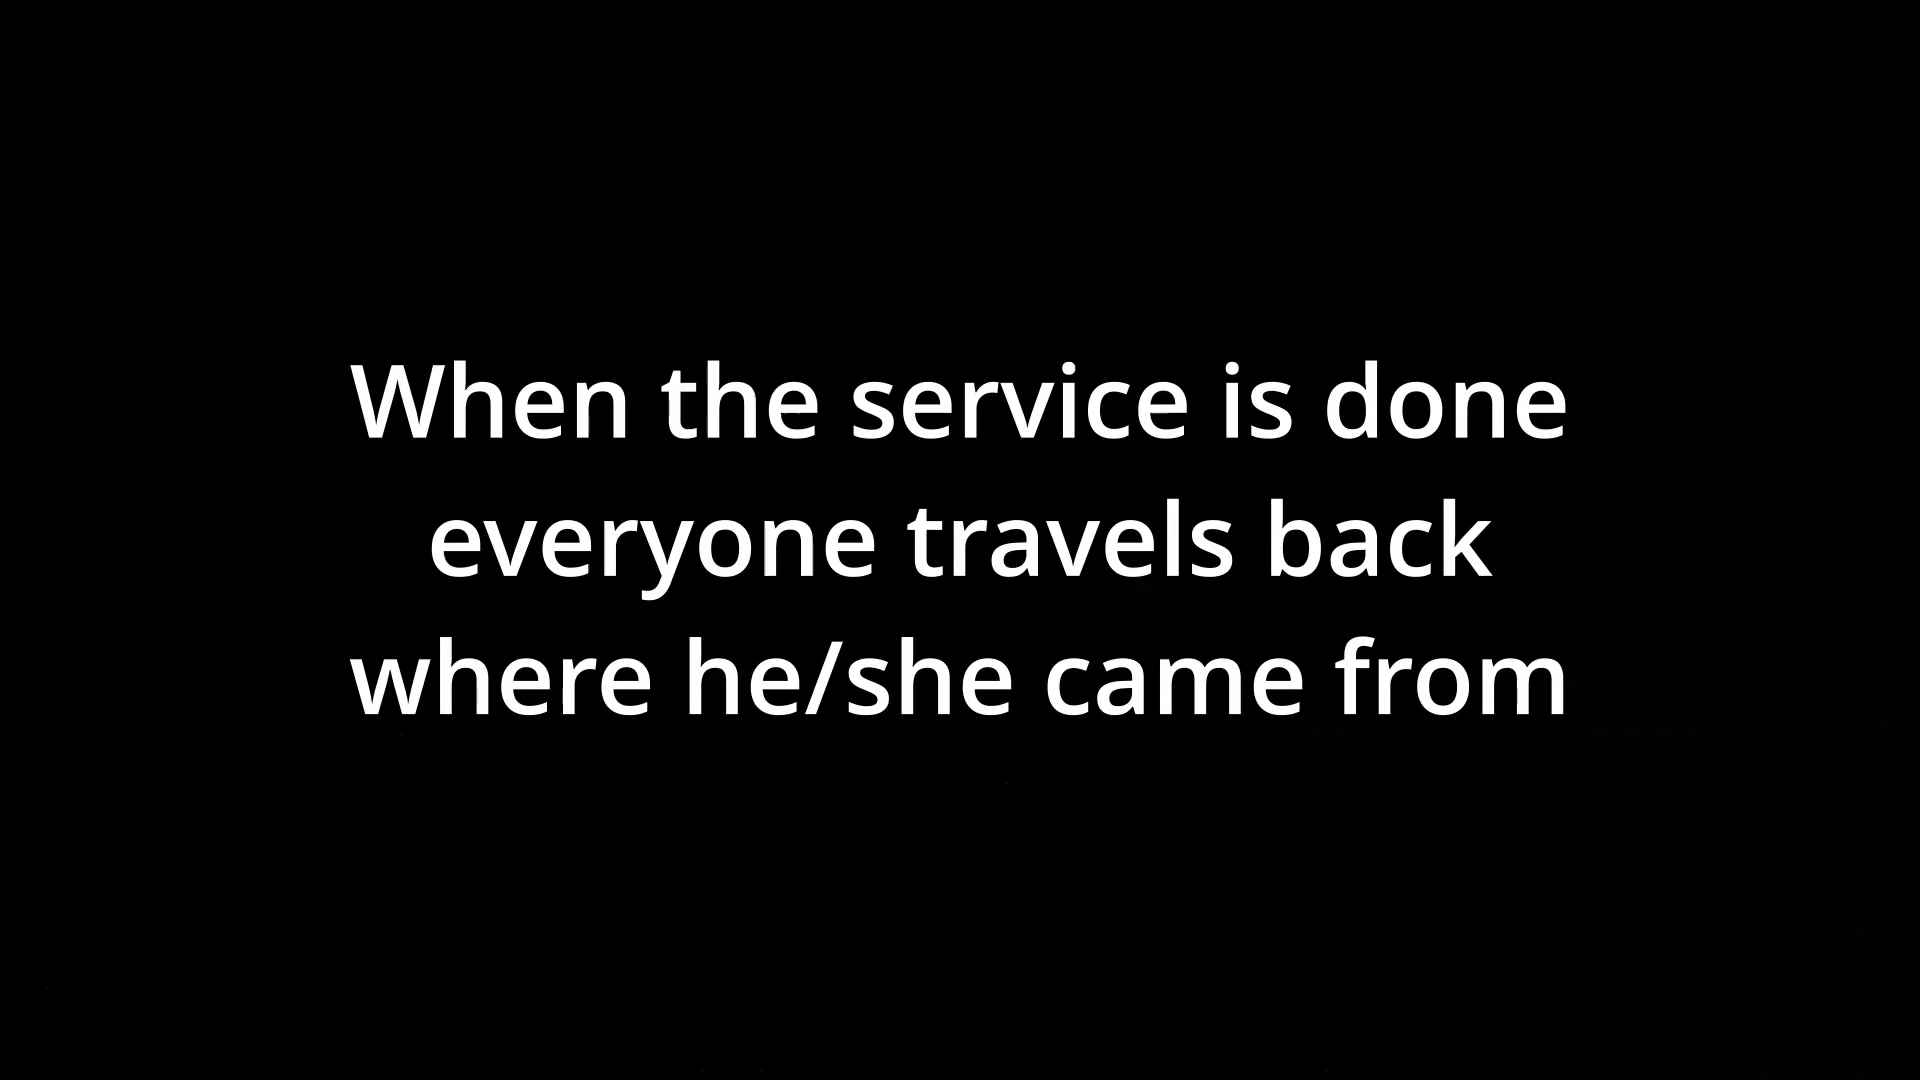 When the service is done
everyone travels back
where he/she came from